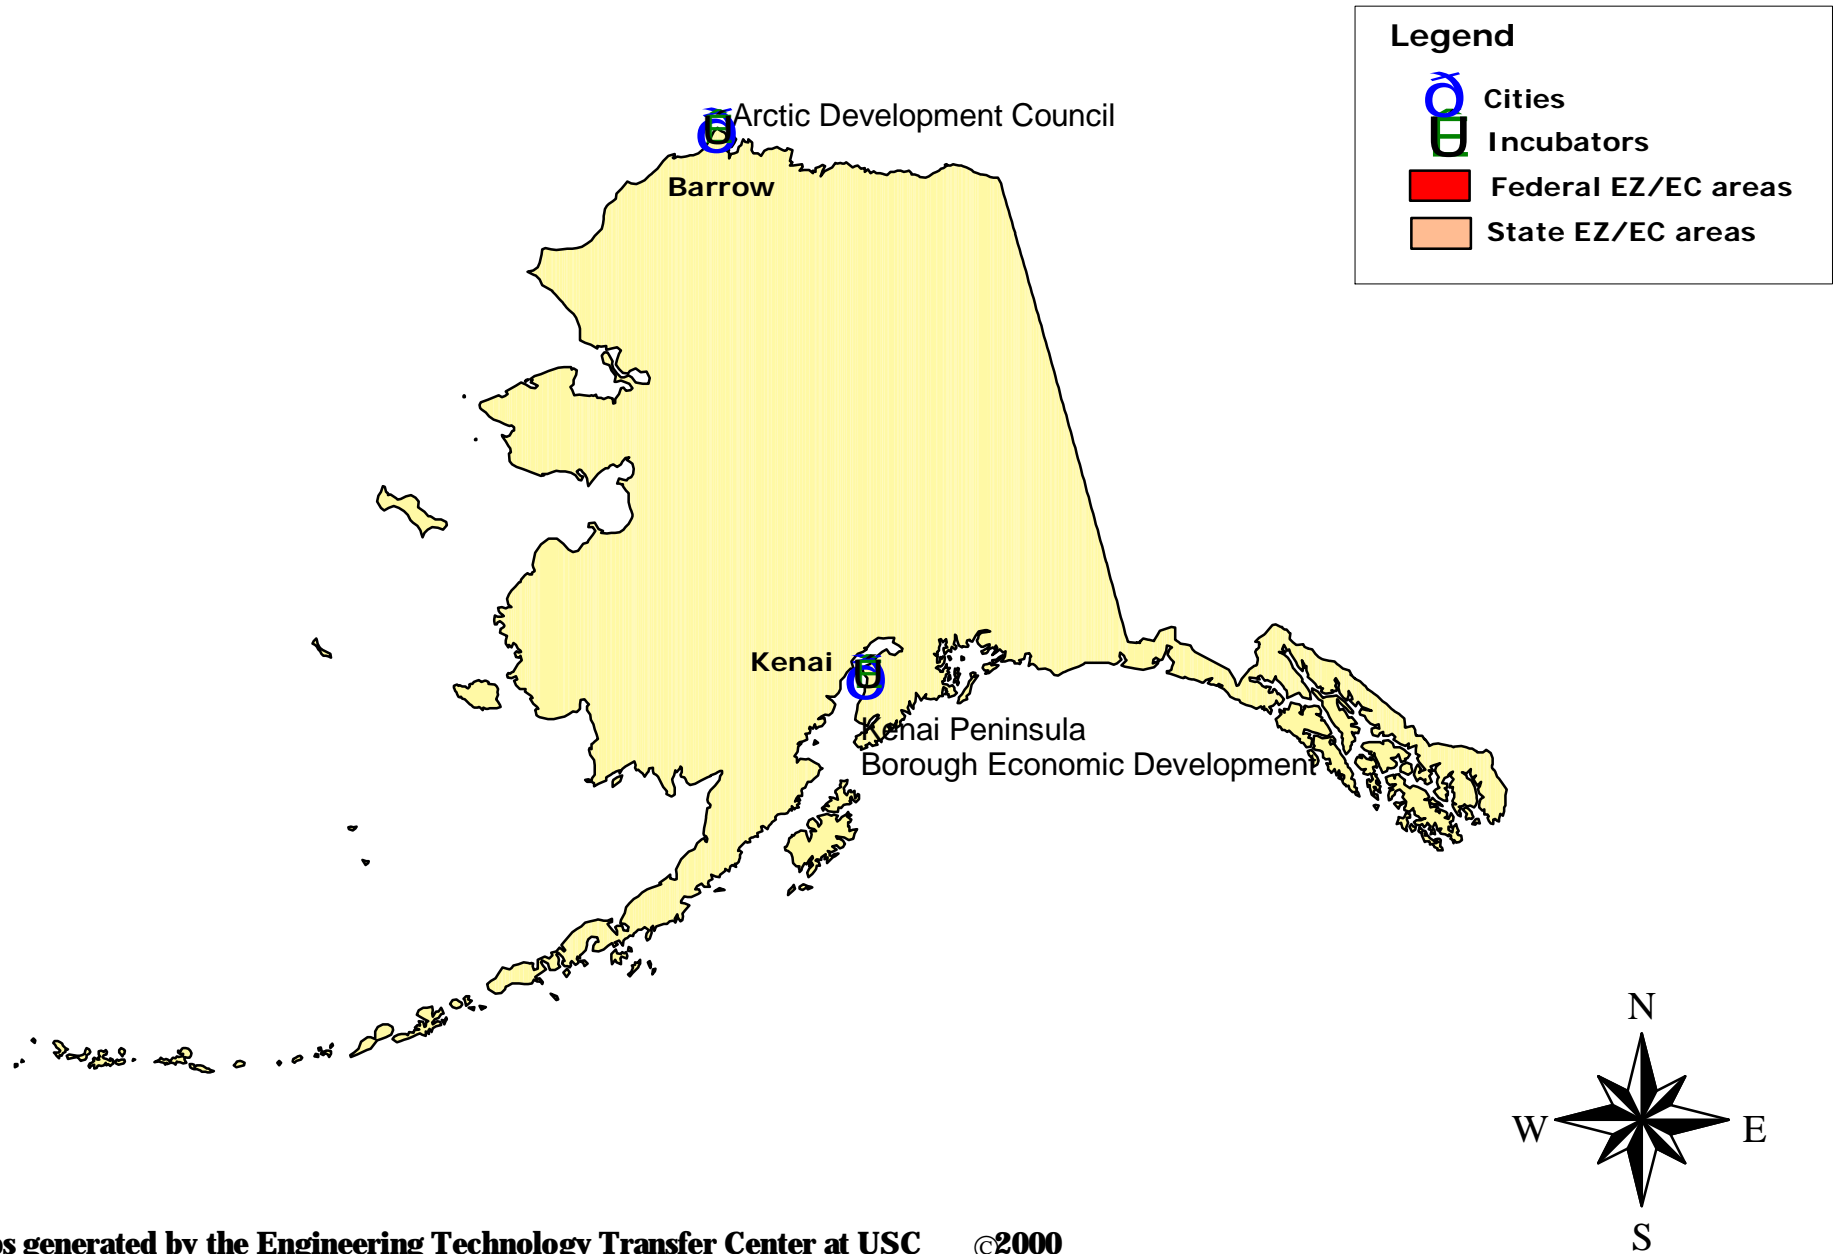 Legend
Cities
Incubators
Federal EZ/EC areas
State EZ/EC areas
Arctic Development Council
Barrow
Kenai
Kenai Peninsula
Borough Economic Development
N
W
E
S
generated by the Engineering Technology Transfer Center at USC ©2000